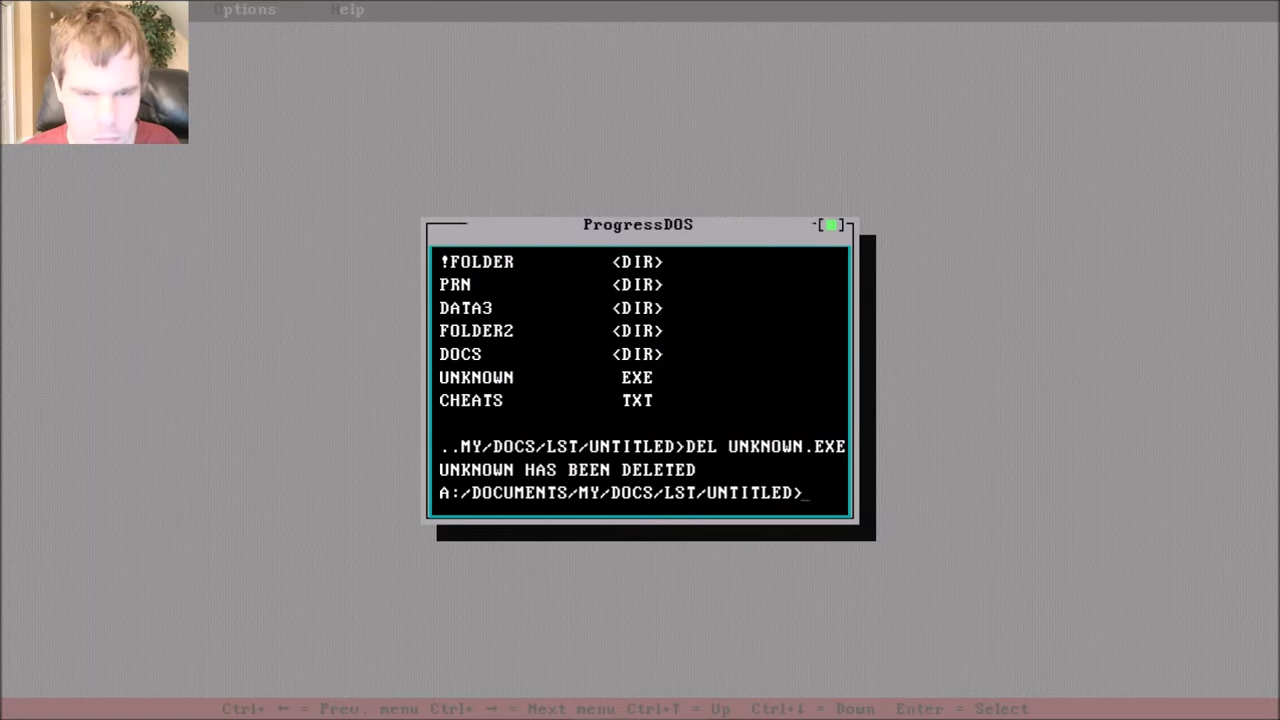 Options Help
ProgressDOS
-[■]
!FOLDER <DIR>
PRN <DIR>
DATA3 <DIR>
FOLDER2 <DIR>
DOCS <DIR>
UNKNOWN EXE
CHEATS TXT
..MY/DOCS/LST/UNTITLED>DEL UNKNOWN.EXE
UNKNOWN HAS BEEN DELETED
A:/DOCUMENTS/MY/DOCS/LST/UNTITLED>_
Ctrl+ ← = Prev. menu Ctrl+ → = Next menu Ctrl+↑ = Up Ctrl+↓ = Down Enter = Select